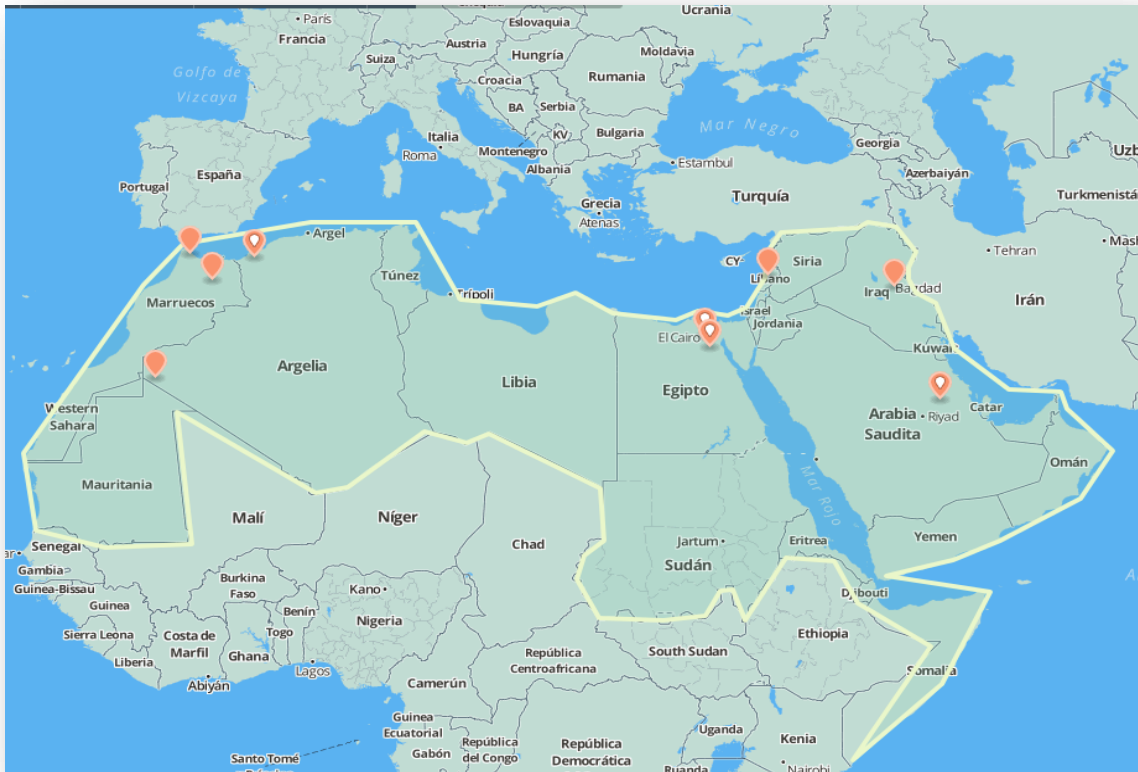 Ucrania
París
Eslovaquia
Francia
Austria
Moldavia
Hungría
Suiza
Golfo de
Vizcaya
Rumania
Croacia
BA
Serbia
Mar Negro
Italia
KV
Bulgaria
Georgia
Roma
Montenegro
Uzb
Estambul
Albania
España
Azerbaiyán
Portugal
Turquía
Turkmenistán
Grecia
Atenas
Argel
Tehran
Mash
CY
Siria
Túnez
Líbano
Iraq
Bagdad
Trípoli
Marruecos
Irán
Israel
Jordania
El Cairo
Kuwait
Argelia
Libia
Egipto
Western
Sahara
Catar
Arabia
Saudita
Riyad
Omán
Mauritania
Mar Rojo
Malí
Níger
Yemen
Chad
Jartum
Eritrea
Senegal
Sudán
Gambia
Guinea-Bissau
Burkina
Faso
Kano
Djibouti
Guinea
Benín
Nigeria
Sierra Leona
Togo
Ethiopia
Costa de
Marfil
Ghana
South Sudan
República
Centroafricana
Liberia
Lagos
Somalia
Abiyán
Camerún
Guinea
Ecuatorial
Uganda
Kenia
República
del Congo
República
Democrática
Gabón
Santo Tomé
Ruanda
Nairobi